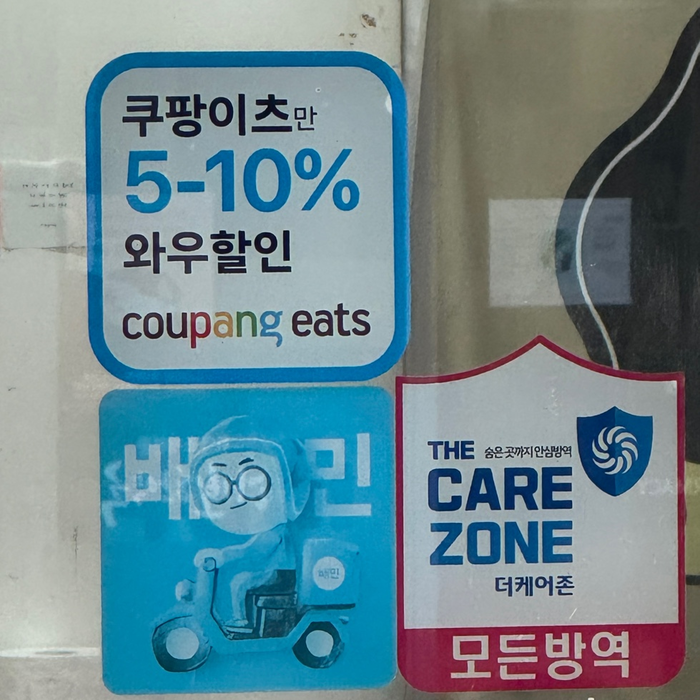 쿠팡이츠만
5-10%
와우할인
coupang eats
배민
배민
THE 숨은 곳까지 안심방역
CARE
ZONE
더케어존
모든방역